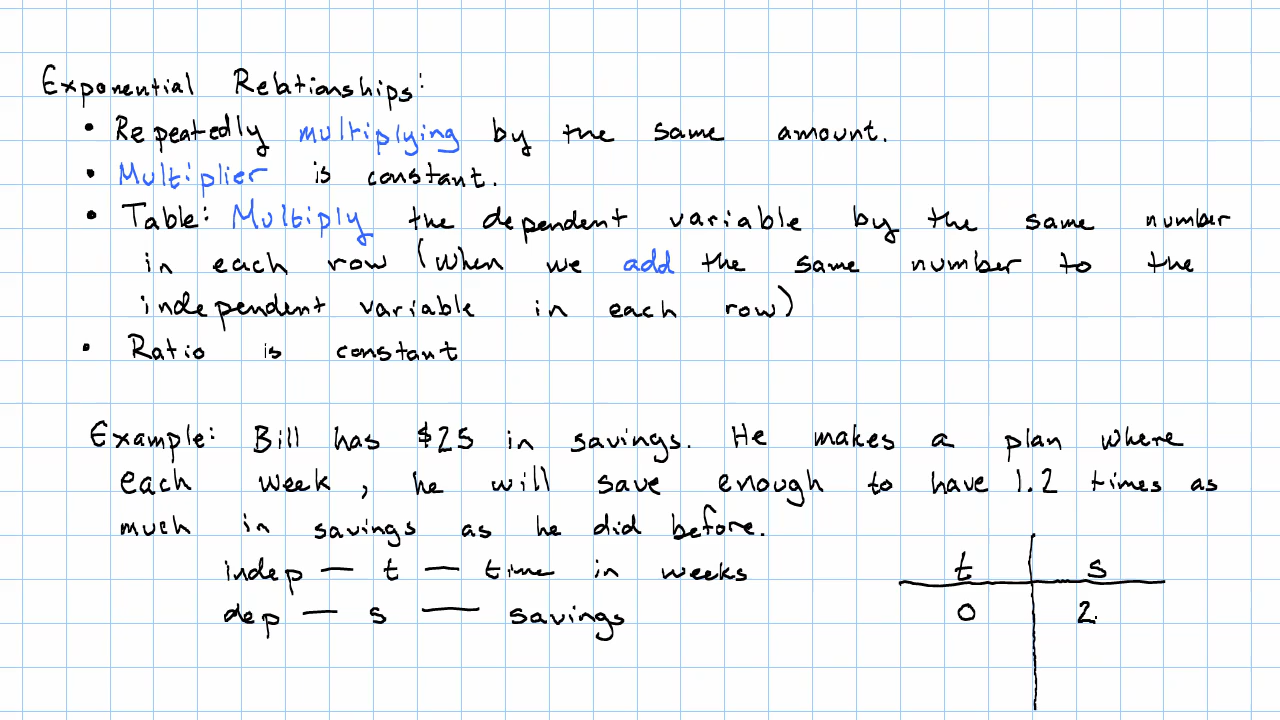 Exponential Relationships:
• Repeatedly multiplying by the same amount.
• Multiplier is constant.
• Table: Multiply the dependent variable by the same number
in each row (when we add the same number to the
independent variable in each row)
• Ratio is constant
Example: Bill has $25 in savings. He makes a plan where
each week, he will save enough to have 1.2 times as
much in savings as he did before.
indep — t — time in weeks
dep — s — savings
t s
0 2.